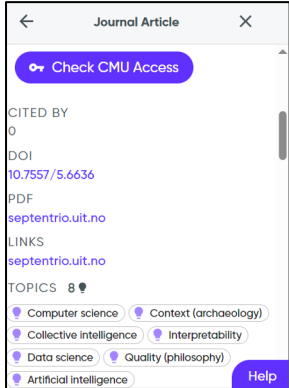 Journal Article
Check CMU Access
CITED BY
0
DOI
10.7557/5.6636
PDF
septentrio.uit.no
LINKS
septentrio.uit.no
TOPICS 8
Computer science Context (archaeology)
Collective intelligence Interpretability
Data science Quality (philosophy)
Artificial intelligence
Help